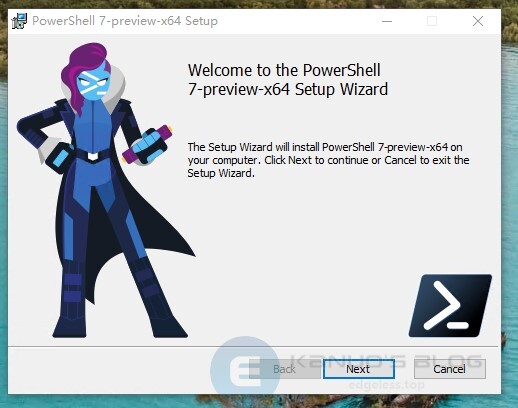 PowerShell 7-preview-x64 Setup
Welcome to the PowerShell
7-preview-x64 Setup Wizard
The Setup Wizard will install PowerShell 7-preview-x64 on
your computer. Click Next to continue or Cancel to exit the
Setup Wizard.
Back Next Cancel
KANUO'S BLOG
edgeless.top